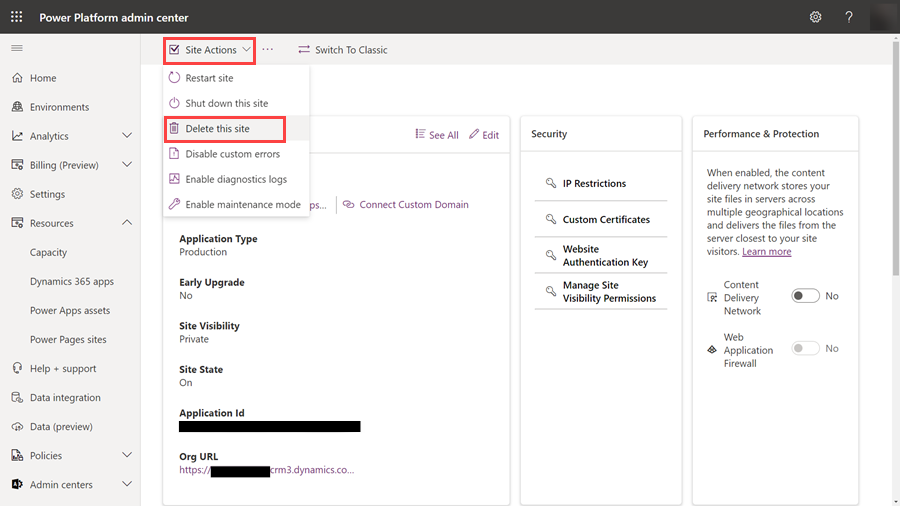 Power Platform admin center
?
Home
Environments
Analytics
Billing (Preview)
Settings
Resources
Capacity
Dynamics 365 apps
Power Apps assets
Power Pages sites
Help + support
Data integration
Data (preview)
Policies
Admin centers
Site Actions
...
Switch To Classic
Restart site
Shut down this site
Delete this site
Disable custom errors
Enable diagnostics logs
Enable maintenance mode
See All
Edit
ps...
Connect Custom Domain
Application Type
Production
Early Upgrade
No
Site Visibility
Private
Site State
On
Application Id
Org URL
https:// crm3.dynamics.co...
Security
IP Restrictions
Custom Certificates
Website
Authentication Key
Manage Site
Visibility Permissions
Performance & Protection
When enabled, the content
delivery network stores your
site files in servers across
multiple geographical locations
and delivers the files from the
server closest to your site
visitors. Learn more
Content
Delivery
Network
No
Web
Application
Firewall
No